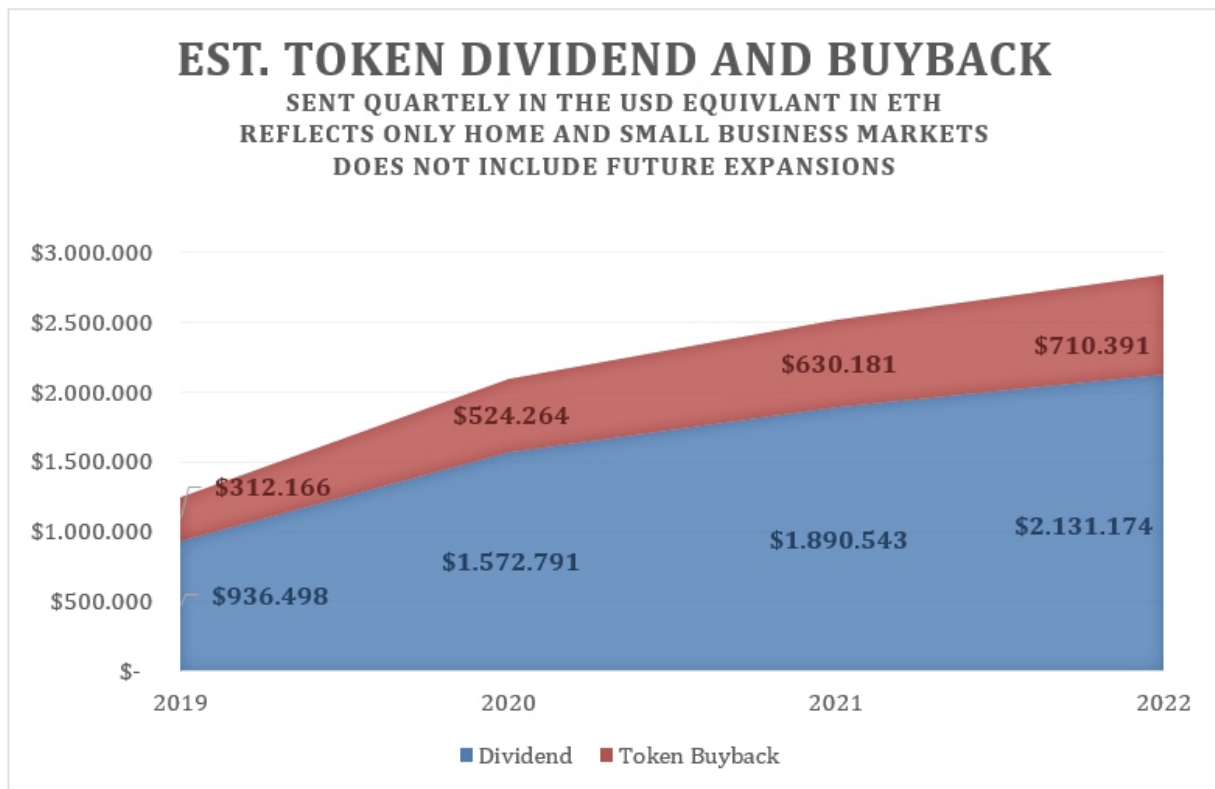 EST. TOKEN DIVIDEND AND BUYBACK
SENT QUARTELY IN THE USD EQUIVLANT IN ETH
REFLECTS ONLY HOME AND SMALL BUSINESS MARKETS
DOES NOT INCLUDE FUTURE EXPANSIONS
$3.000.000
$2.500.000
$2.000.000
$1.500.000
$1.000.000
$500.000
$-
$312.166
$524.264
$630.181
$710.391
$936.498
$1.572.791
$1.890.543
$2.131.174
2019 2020 2021 2022
Dividend Token Buyback